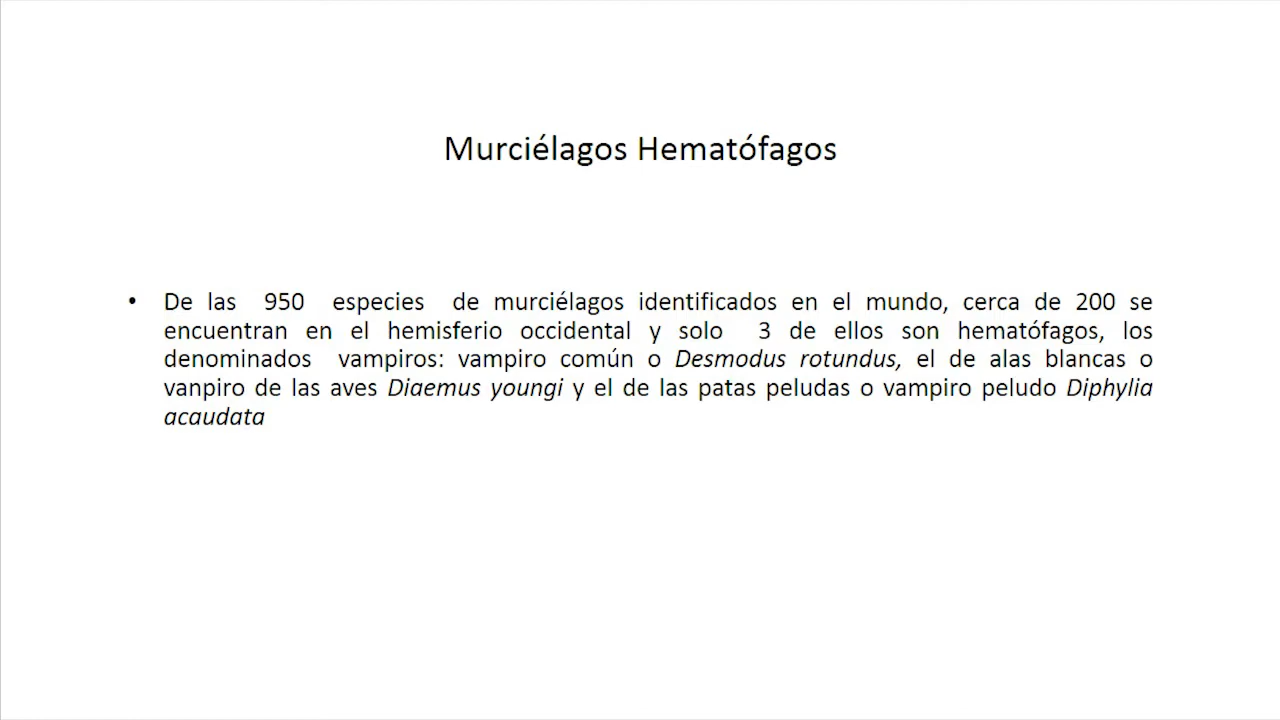 Murciélagos Hematófagos
• De las 950 especies de murciélagos identificados en el mundo, cerca de 200 se
encuentran en el hemisferio occidental y solo 3 de ellos son hematófagos, los
denominados vampiros: vampiro común o Desmodus rotundus, el de alas blancas o
vanpiro de las aves Diaemus youngi y el de las patas peludas o vampiro peludo Diphylia
acaudata